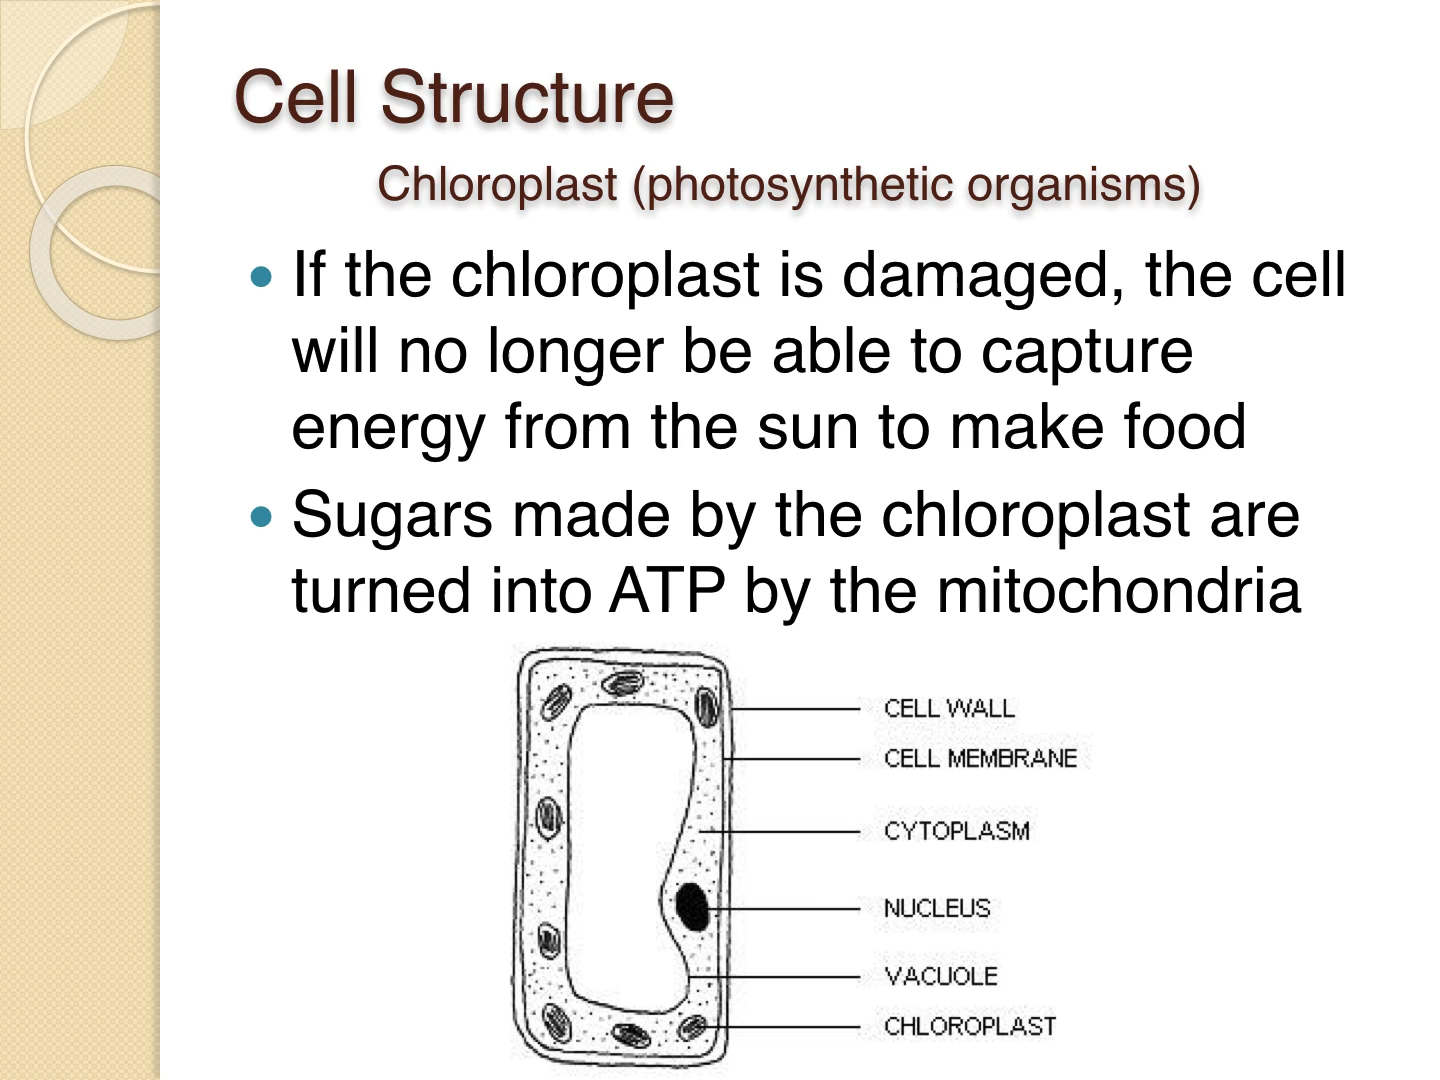 Cell Structure
Chloroplast (photosynthetic organisms)
• If the chloroplast is damaged, the cell
will no longer be able to capture
energy from the sun to make food
• Sugars made by the chloroplast are
turned into ATP by the mitochondria
CELL WALL
CELL MEMBRANE
CYTOPLASM
NUCLEUS
VACUOLE
CHLOROPLAST